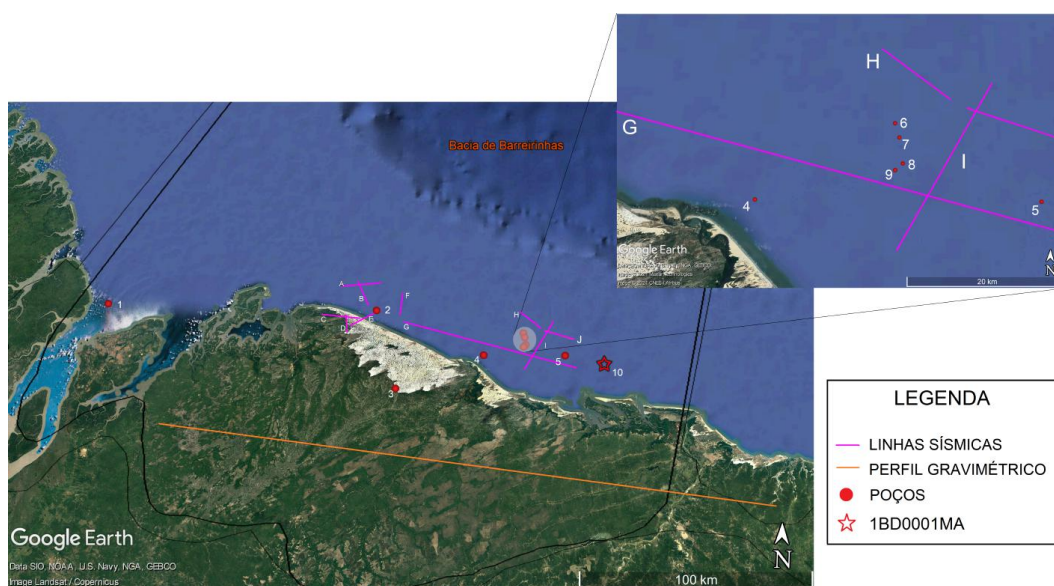 Bacia de Barreirinhas
1
A
B
F
2
C
D
E
G
H
I
J
4
5
10
3
Google Earth
Data SIO, NOAA, U.S. Navy, NGA, GEBCO
Image Landsat / Copernicus
N
100 km
H
G
6
7
8
9
I
4
5
Google Earth
N
20 km
LEGENDA
LINHAS SÍSMICAS
PERFIL GRAVIMÉTRICO
POÇOS
1BD0001MA